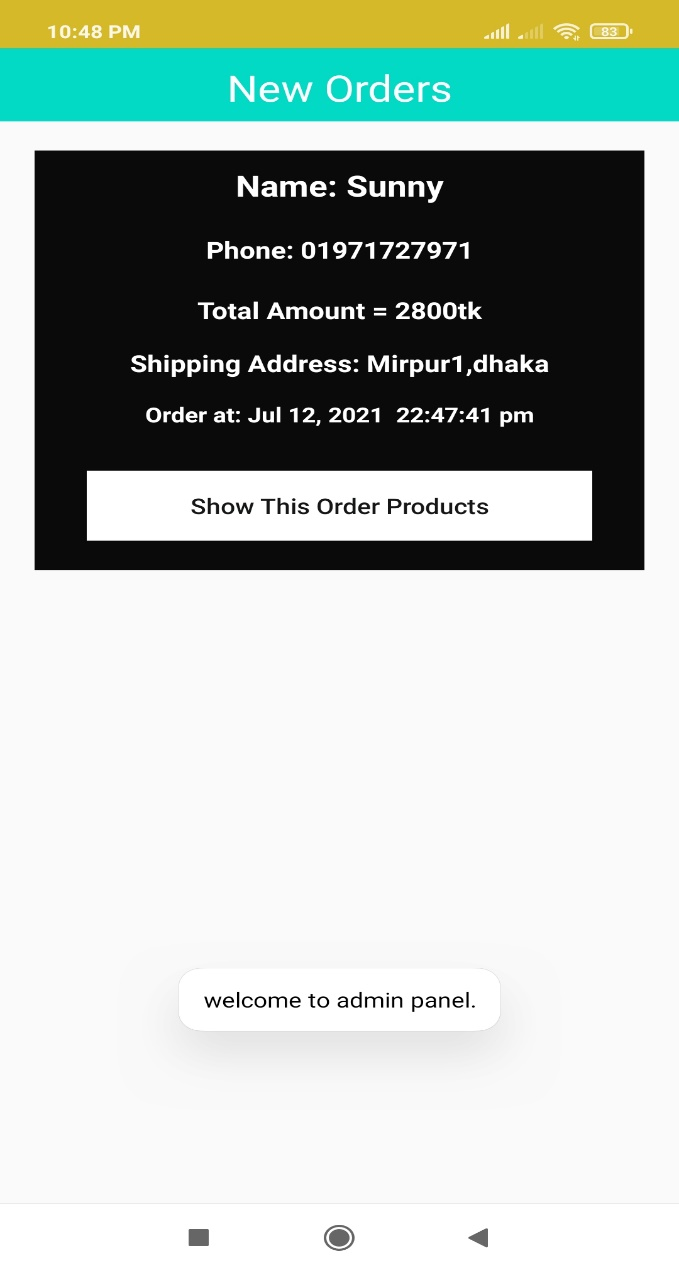 10:48 PM
83
New Orders
Name: Sunny
Phone: 01971727971
Total Amount = 2800tk
Shipping Address: Mirpur1,dhaka
Order at: Jul 12, 2021  22:47:41 pm
Show This Order Products
welcome to admin panel.